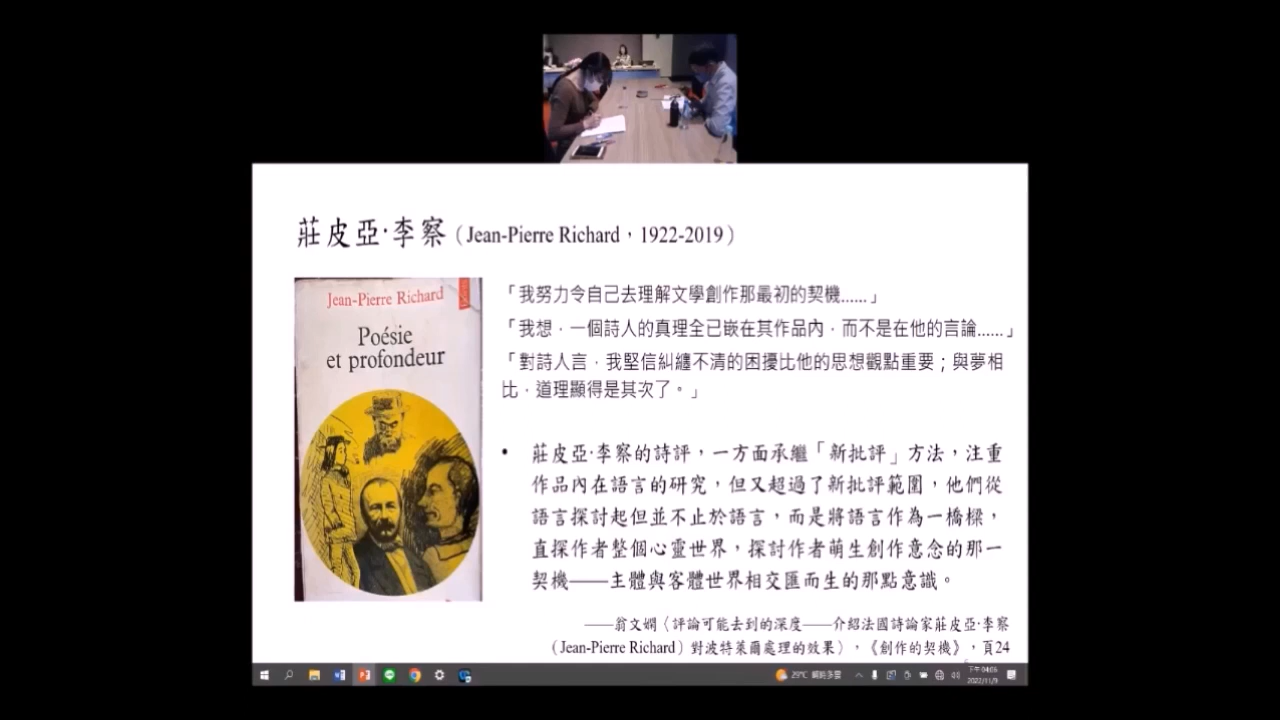 莊皮亞·李察（Jean-Pierre Richard，1922-2019）
Jean-Pierre Richard
Poésie
et profondeur
「我努力令自己去理解文學創作那最初的契機......」
「我想，一個詩人的真理全已嵌在其作品內，而不是在他的言論......」
「對詩人言，我堅信糾纏不清的困擾比他的思想觀點重要；與夢相
比，道理顯得是其次了。」
• 莊皮亞·李察的詩評，一方面承繼「新批評」方法，注重
作品內在語言的研究，但又超過了新批評範圍，他們從
語言探討起但並不止於語言，而是將語言作為一橋樑，
直探作者整個心靈世界，探討作者萌生創作意念的那一
契機——主體與客體世界相交匯而生的那點意識。
——翁文嫻〈評論可能去到的深度——介紹法國詩論家莊皮亞·李察
（Jean-Pierre Richard）對波特萊爾處理的效果〉，《創作的契機》，頁24
29°C 晴時多雲
下午 04:05
2022/11/9